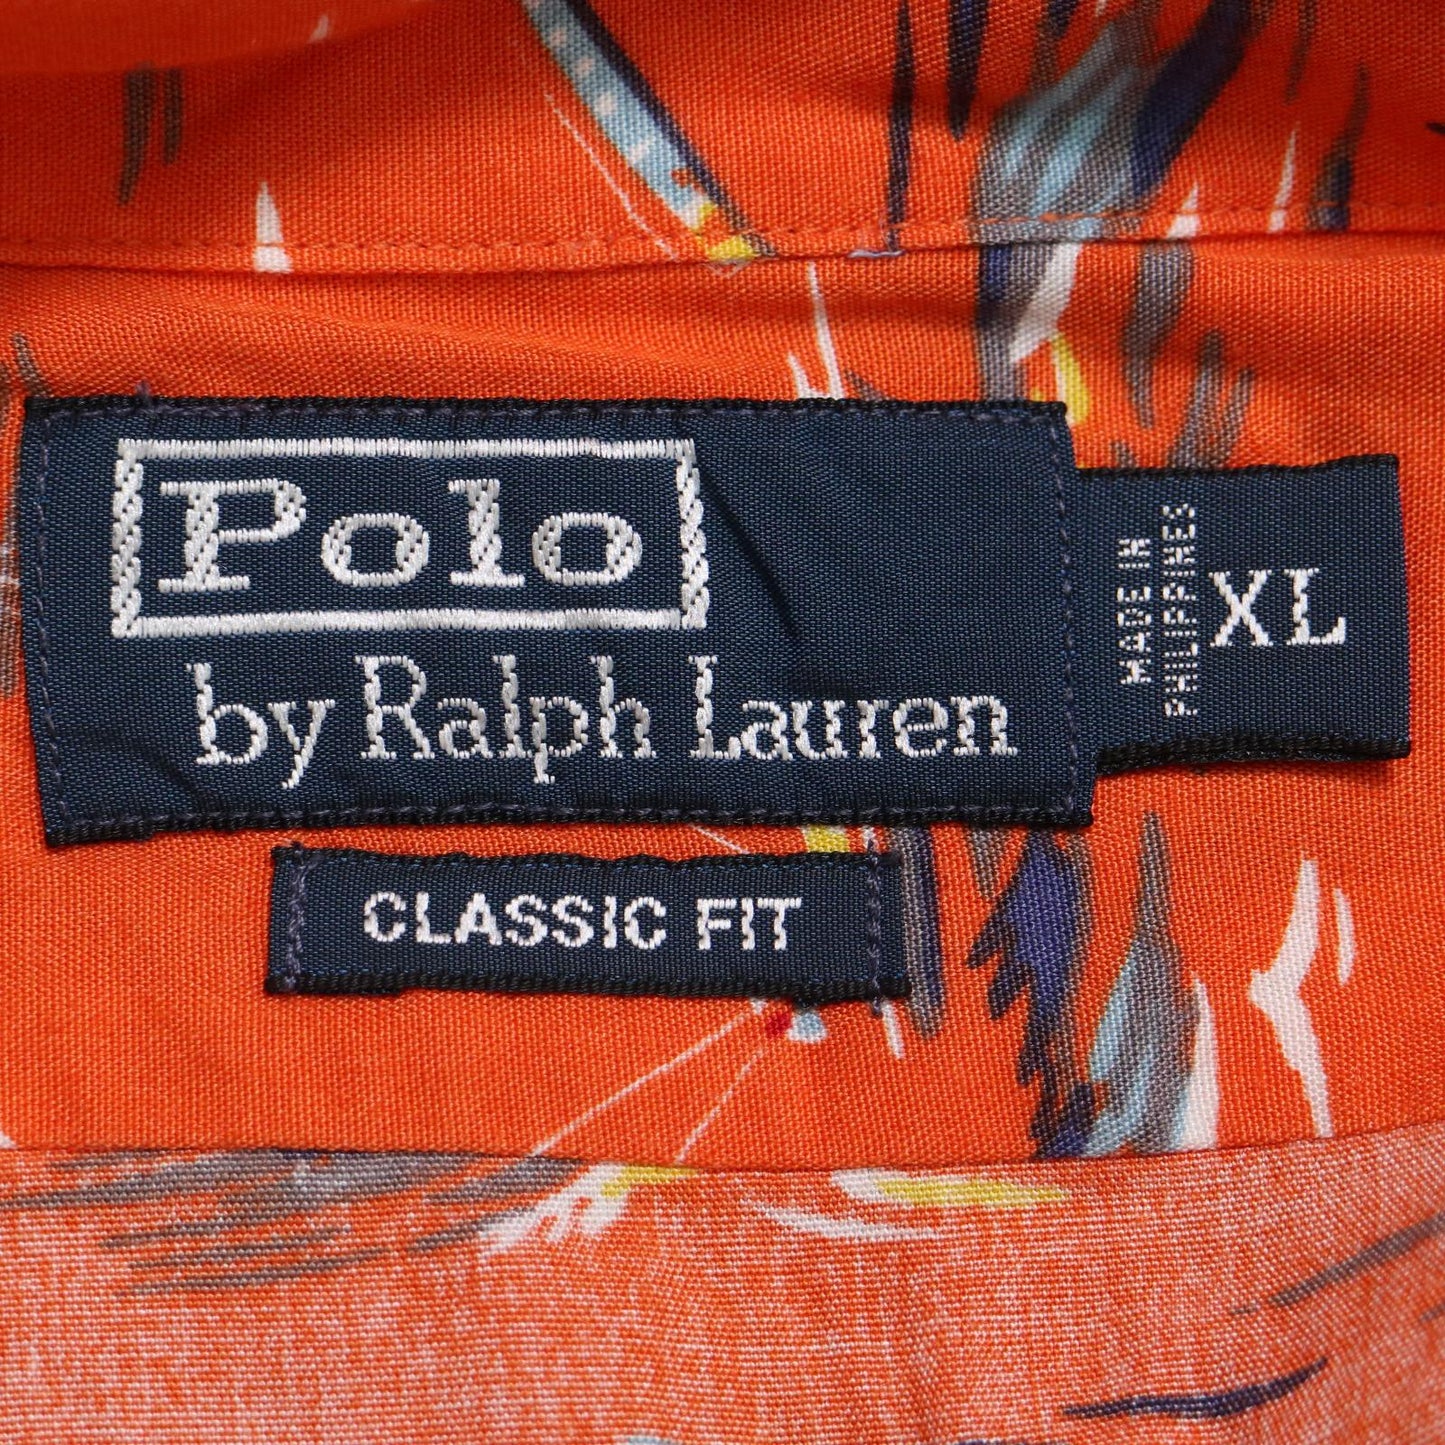 Polo
by Ralph Lauren
MADE IN
PHILIPPINES
XL
CLASSIC FIT